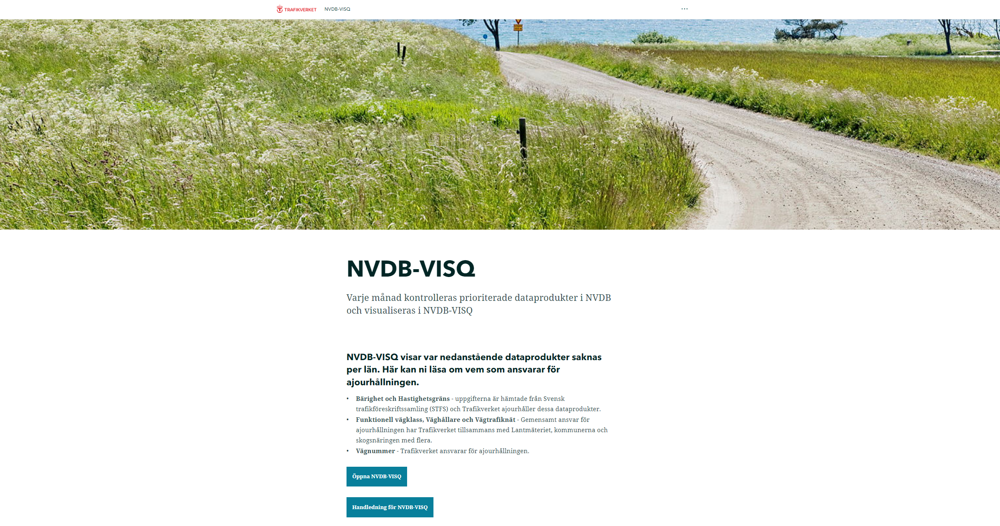 TRAFIKVERKET NVDB-VISQ
NVDB-VISQ
Varje månad kontrolleras prioriterade dataprodukter i NVDB
och visualiseras i NVDB-VISQ
NVDB-VISQ visar var nedanstående dataprodukter saknas
per län. Här kan ni läsa om vem som ansvarar för
ajourhållningen.
• Bärighet och Hastighetsgräns - uppgifterna är hämtade från Svensk
trafikföreskriftssamling (STFS) och Trafikverket ajourhåller dessa dataprodukter.
• Funktionell vägklass, Väghållare och Vägtrafiknät - Gemensamt ansvar för
ajourhållningen har Trafikverket tillsammans med Lantmäteriet, kommunerna och
skogsnäringen med flera.
• Vägnummer - Trafikverket ansvarar för ajourhållningen.
Öppna NVDB-VISQ
Handledning för NVDB-VISQ